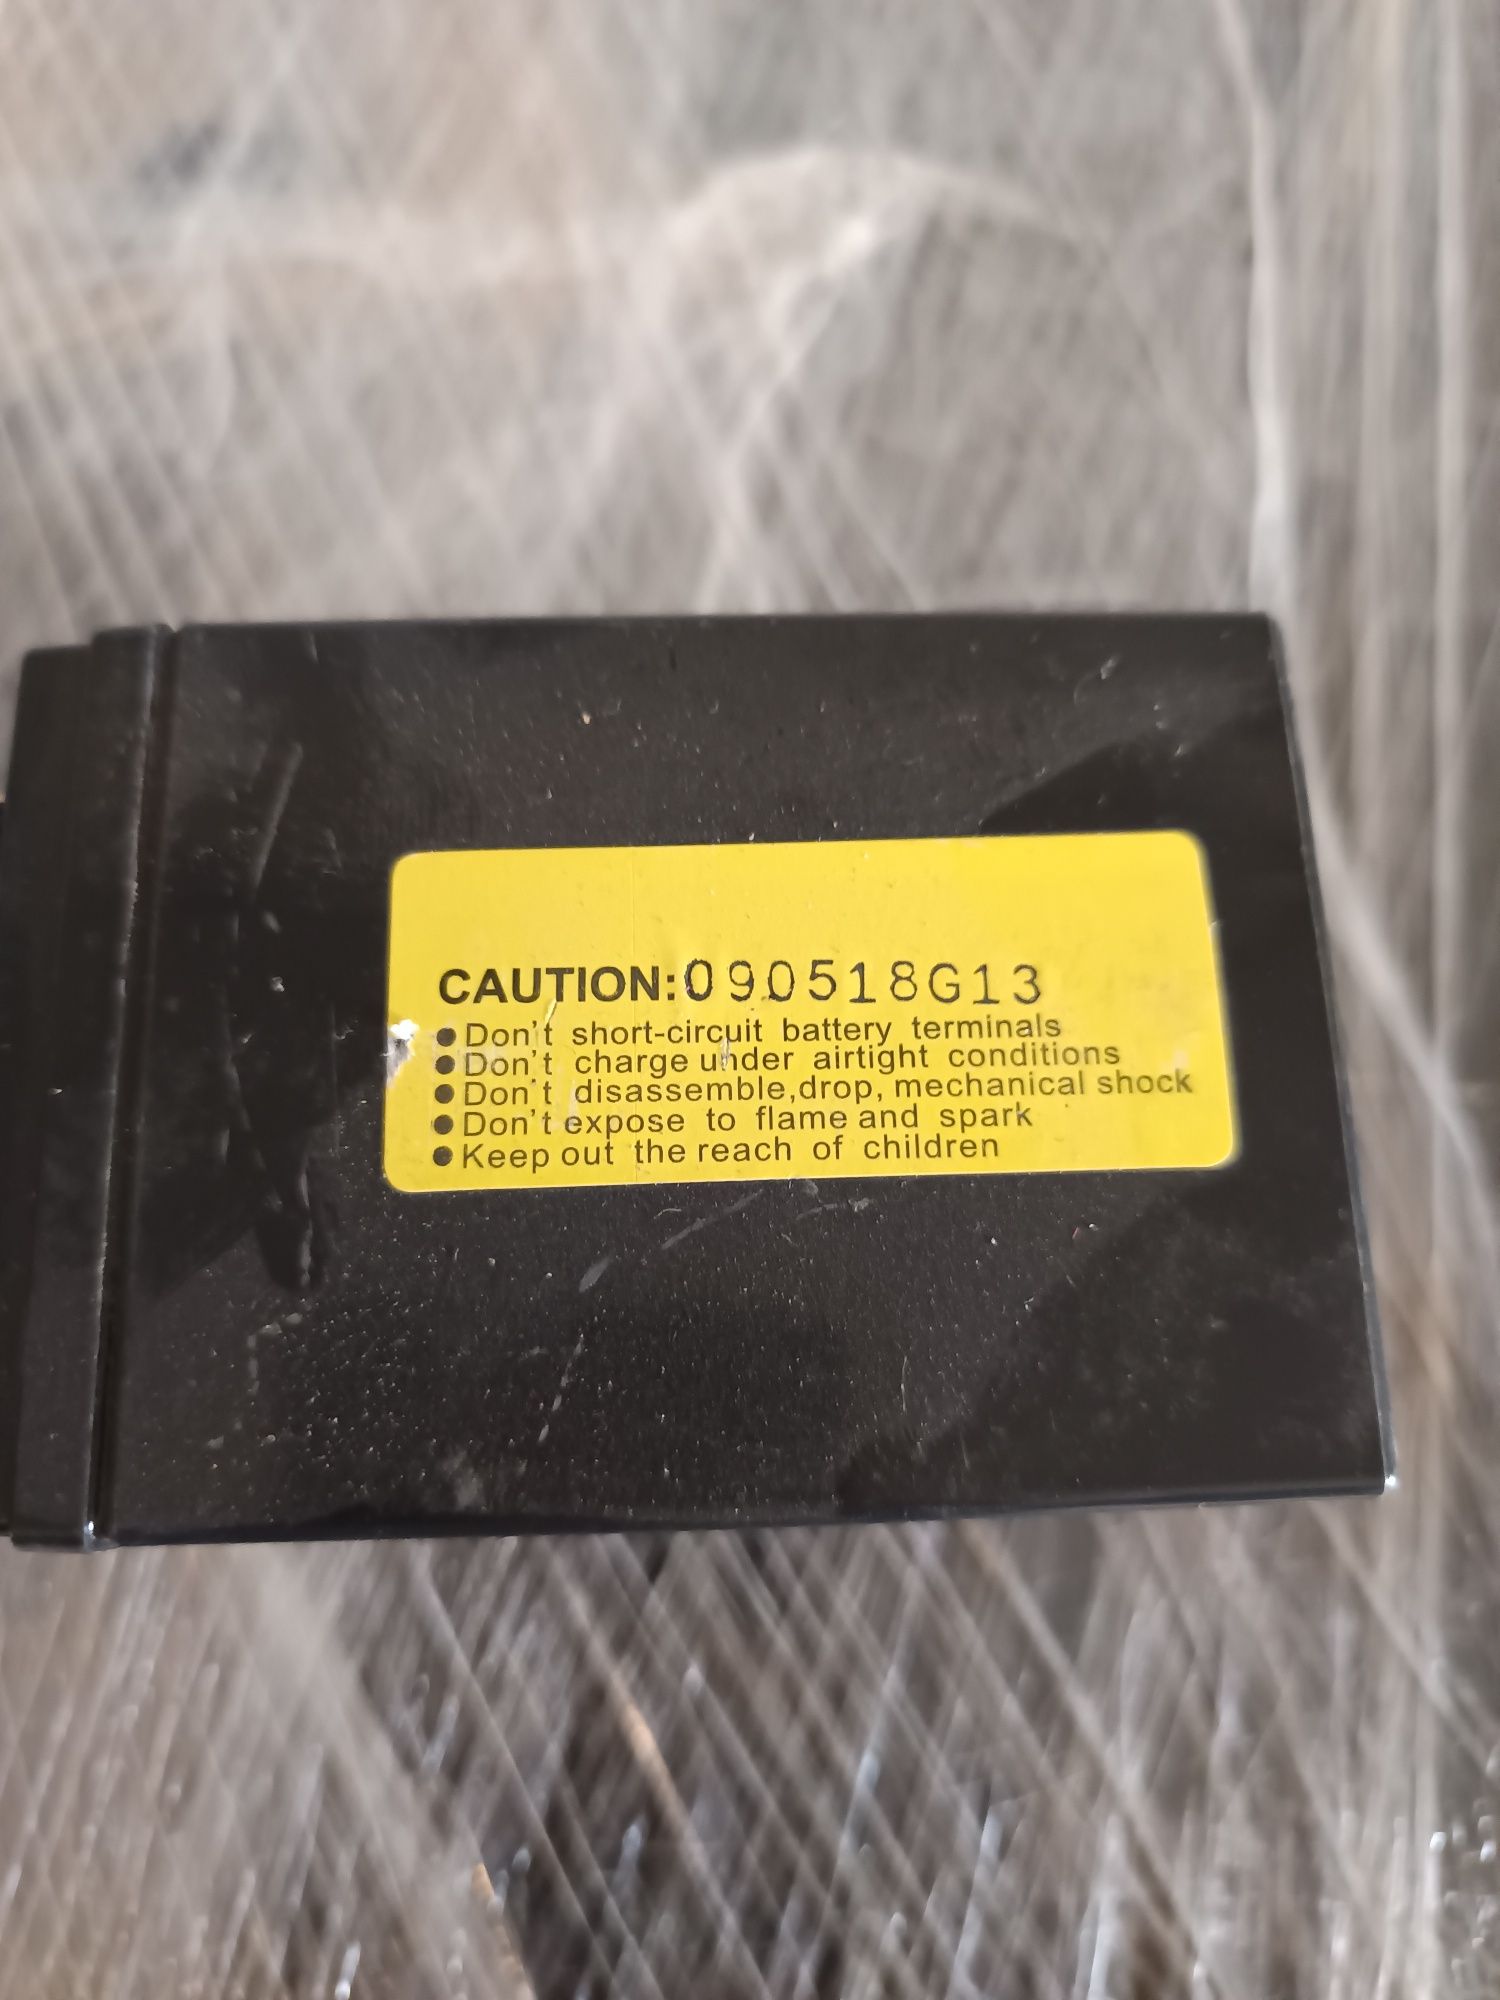 CAUTION:090518G13
●Don't short-circuit battery terminals
●Don't charge under airtight conditions
●Don't disassemble,drop, mechanical shock
●Don't expose to flame and spark
●Keep out the reach of children